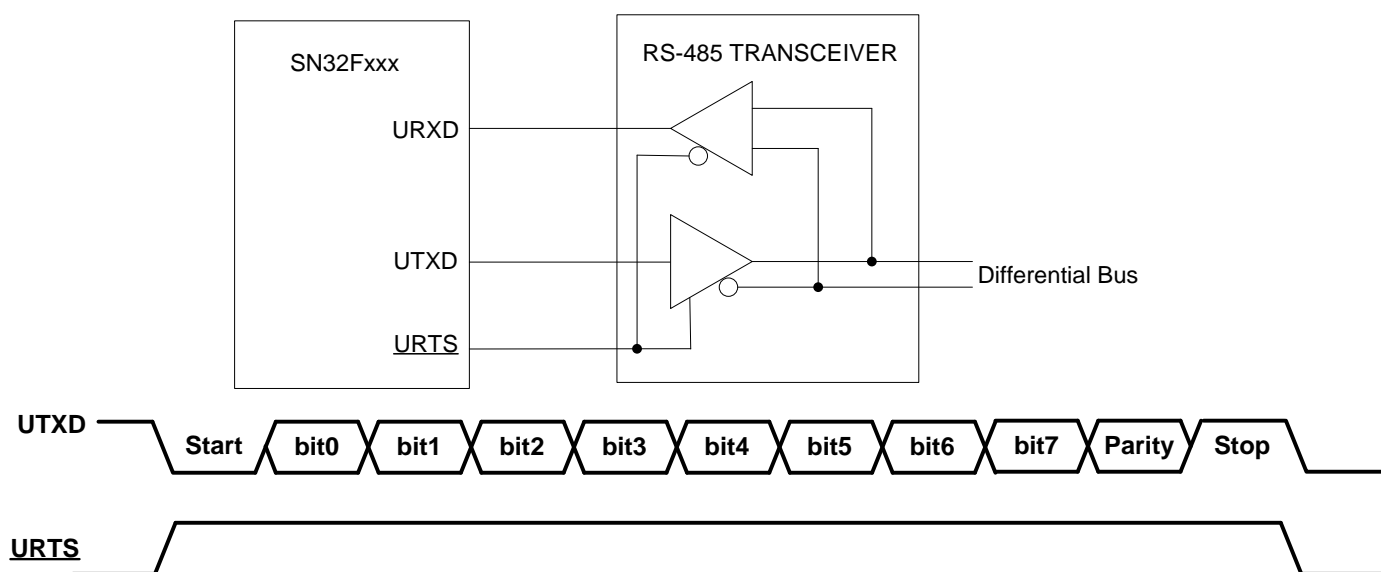 SN32Fxxx
RS-485 TRANSCEIVER
URXD
UTXD
Differential Bus
URTS
UTXD Start bit0 bit1 bit2 bit3 bit4 bit5 bit6 bit7 Parity Stop
URTS